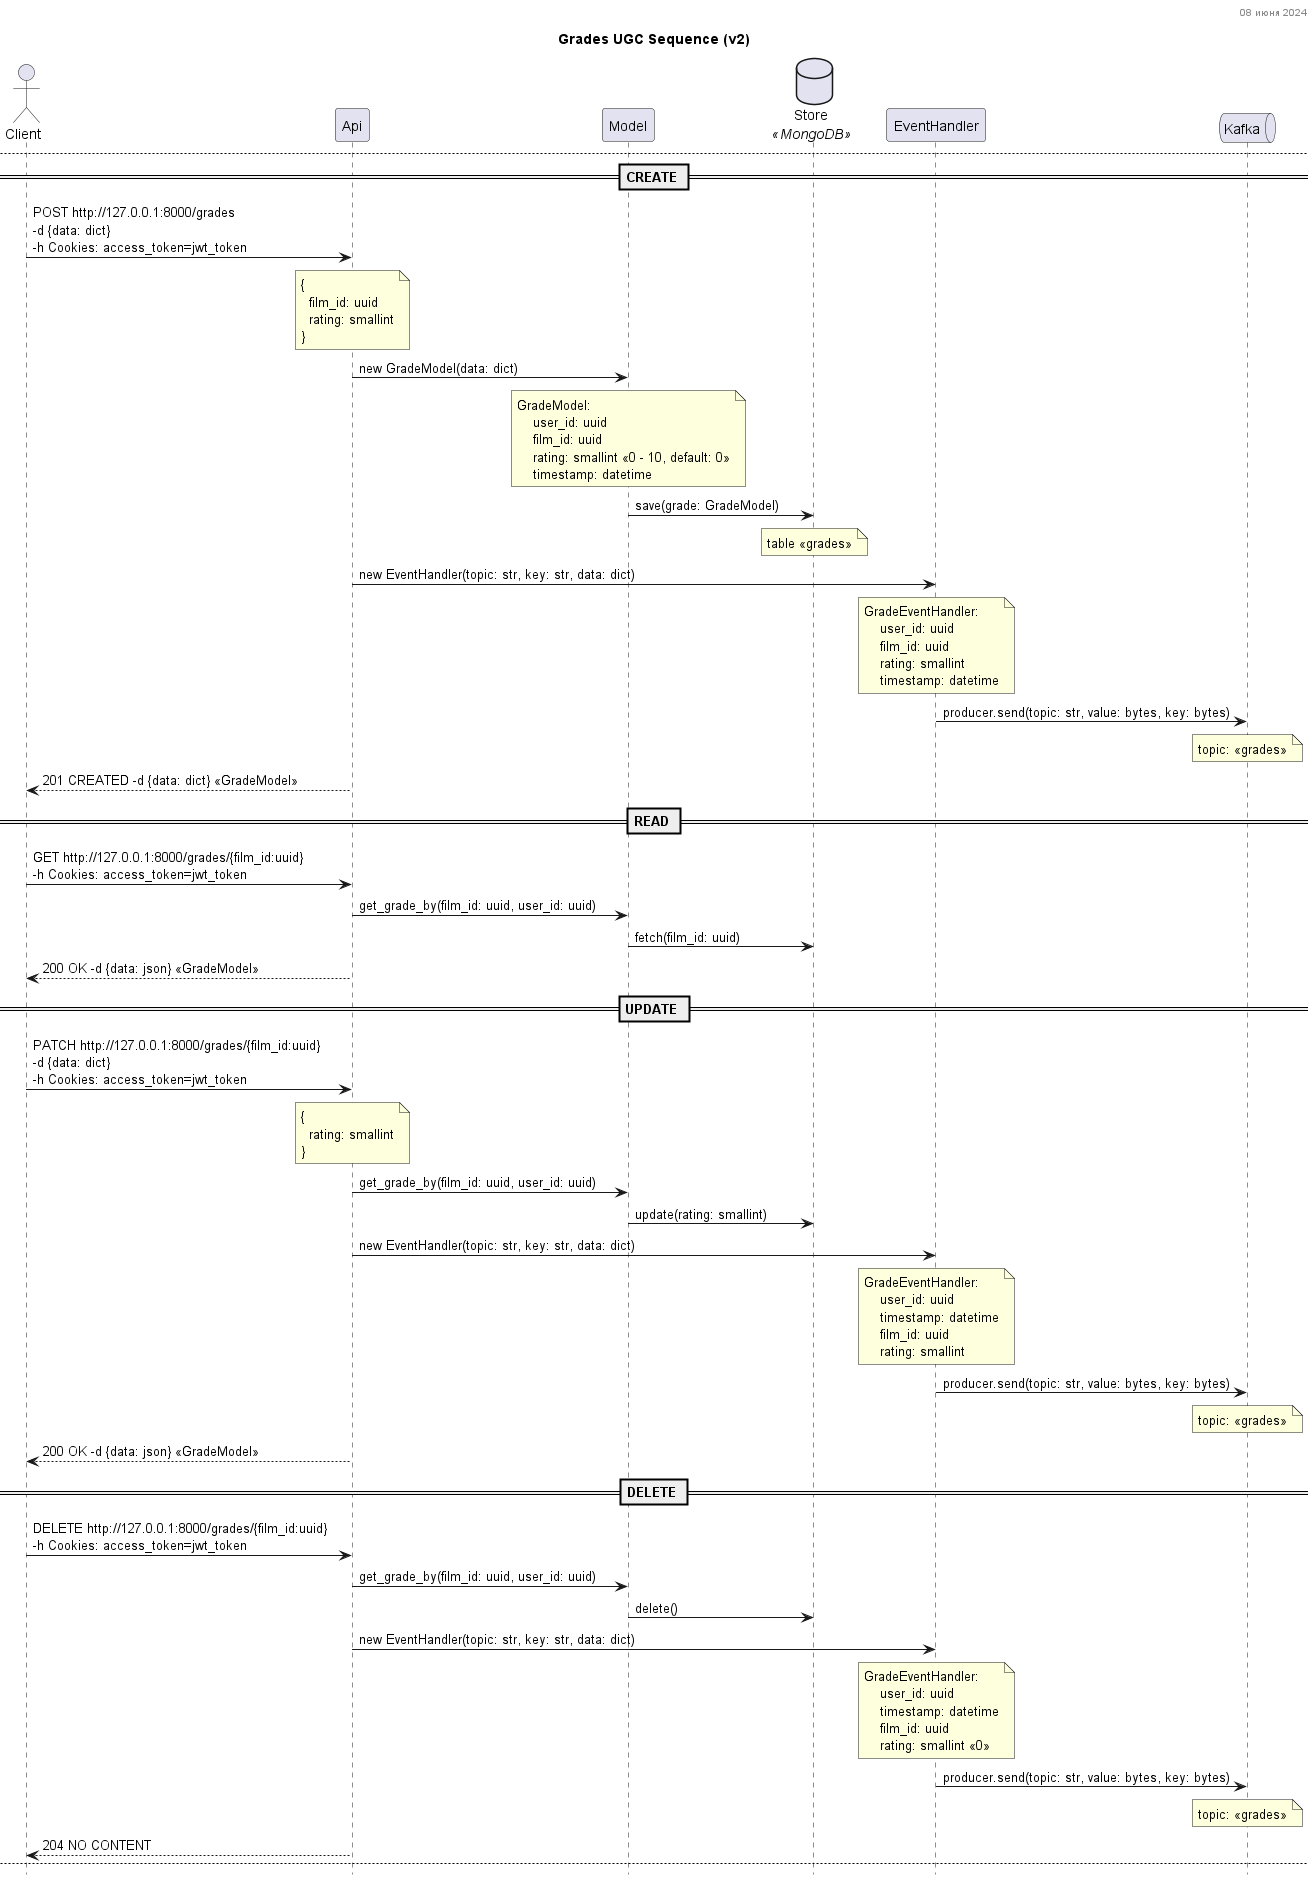 08 июня 2024
Grades UGC Sequence (v2)
Client
Api
Model
Store
«MongoDB»
EventHandler
Kafka
CREATE
POST http://127.0.0.1:8000/grades
-d {data: dict}
-h Cookies: access_token=jwt_token
{
film_id: uuid
rating: smallint
}
new GradeModel(data: dict)
GradeModel:
user_id: uuid
film_id: uuid
rating: smallint «0 - 10, default: 0»
timestamp: datetime
save(grade: GradeModel)
table «grades»
new EventHandler(topic: str, key: str, data: dict)
GradeEventHandler:
user_id: uuid
film_id: uuid
rating: smallint
timestamp: datetime
producer.send(topic: str, value: bytes, key: bytes)
topic: «grades»
201 CREATED -d {data: dict} «GradeModel»
READ
GET http://127.0.0.1:8000/grades/{film_id:uuid}
-h Cookies: access_token=jwt_token
get_grade_by(film_id: uuid, user_id: uuid)
fetch(film_id: uuid)
200 OK -d {data: json} «GradeModel»
UPDATE
PATCH http://127.0.0.1:8000/grades/{film_id:uuid}
-d {data: dict}
-h Cookies: access_token=jwt_token
{
rating: smallint
}
get_grade_by(film_id: uuid, user_id: uuid)
update(rating: smallint)
new EventHandler(topic: str, key: str, data: dict)
GradeEventHandler:
user_id: uuid
timestamp: datetime
film_id: uuid
rating: smallint
producer.send(topic: str, value: bytes, key: bytes)
topic: «grades»
200 OK -d {data: json} «GradeModel»
DELETE
DELETE http://127.0.0.1:8000/grades/{film_id:uuid}
-h Cookies: access_token=jwt_token
get_grade_by(film_id: uuid, user_id: uuid)
delete()
new EventHandler(topic: str, key: str, data: dict)
GradeEventHandler:
user_id: uuid
timestamp: datetime
film_id: uuid
rating: smallint «0»
producer.send(topic: str, value: bytes, key: bytes)
topic: «grades»
204 NO CONTENT